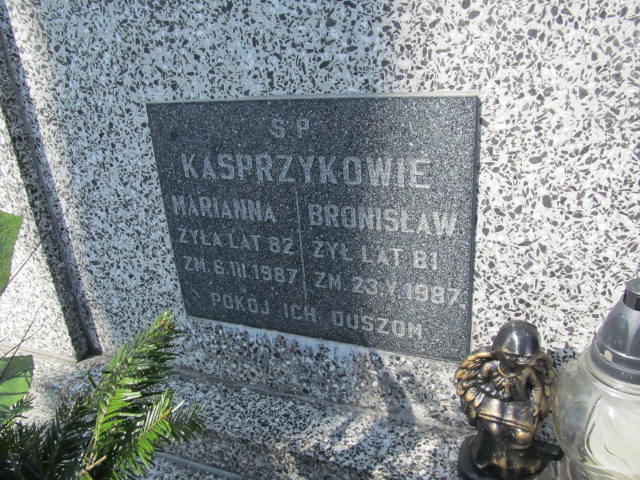 Ś P
KASPRZYKOWIE
MARIANNA
ŻYŁA LAT 82
ZM. 6.III.1987
BRONISŁAW
ŻYŁ LAT 81
ZM. 23.V.1987
POKÓJ ICH DUSZOM